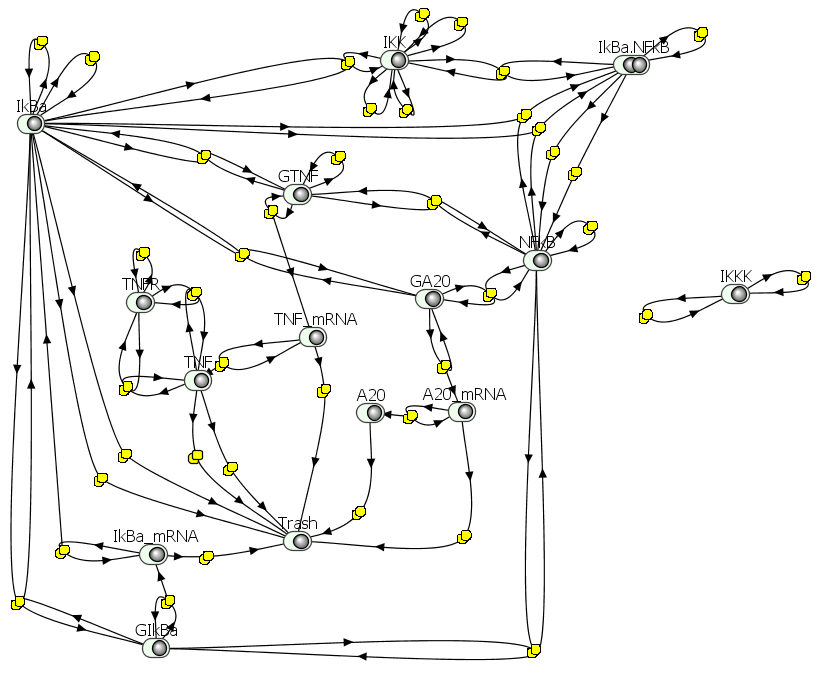 IKK
IkBa.NFkB
IkBa
GTNF
NFkB
IKKK
TNFR
GA20
TNF_mRNA
TNF
A20
A20_mRNA
Trash
IkBa_mRNA
GIkBa